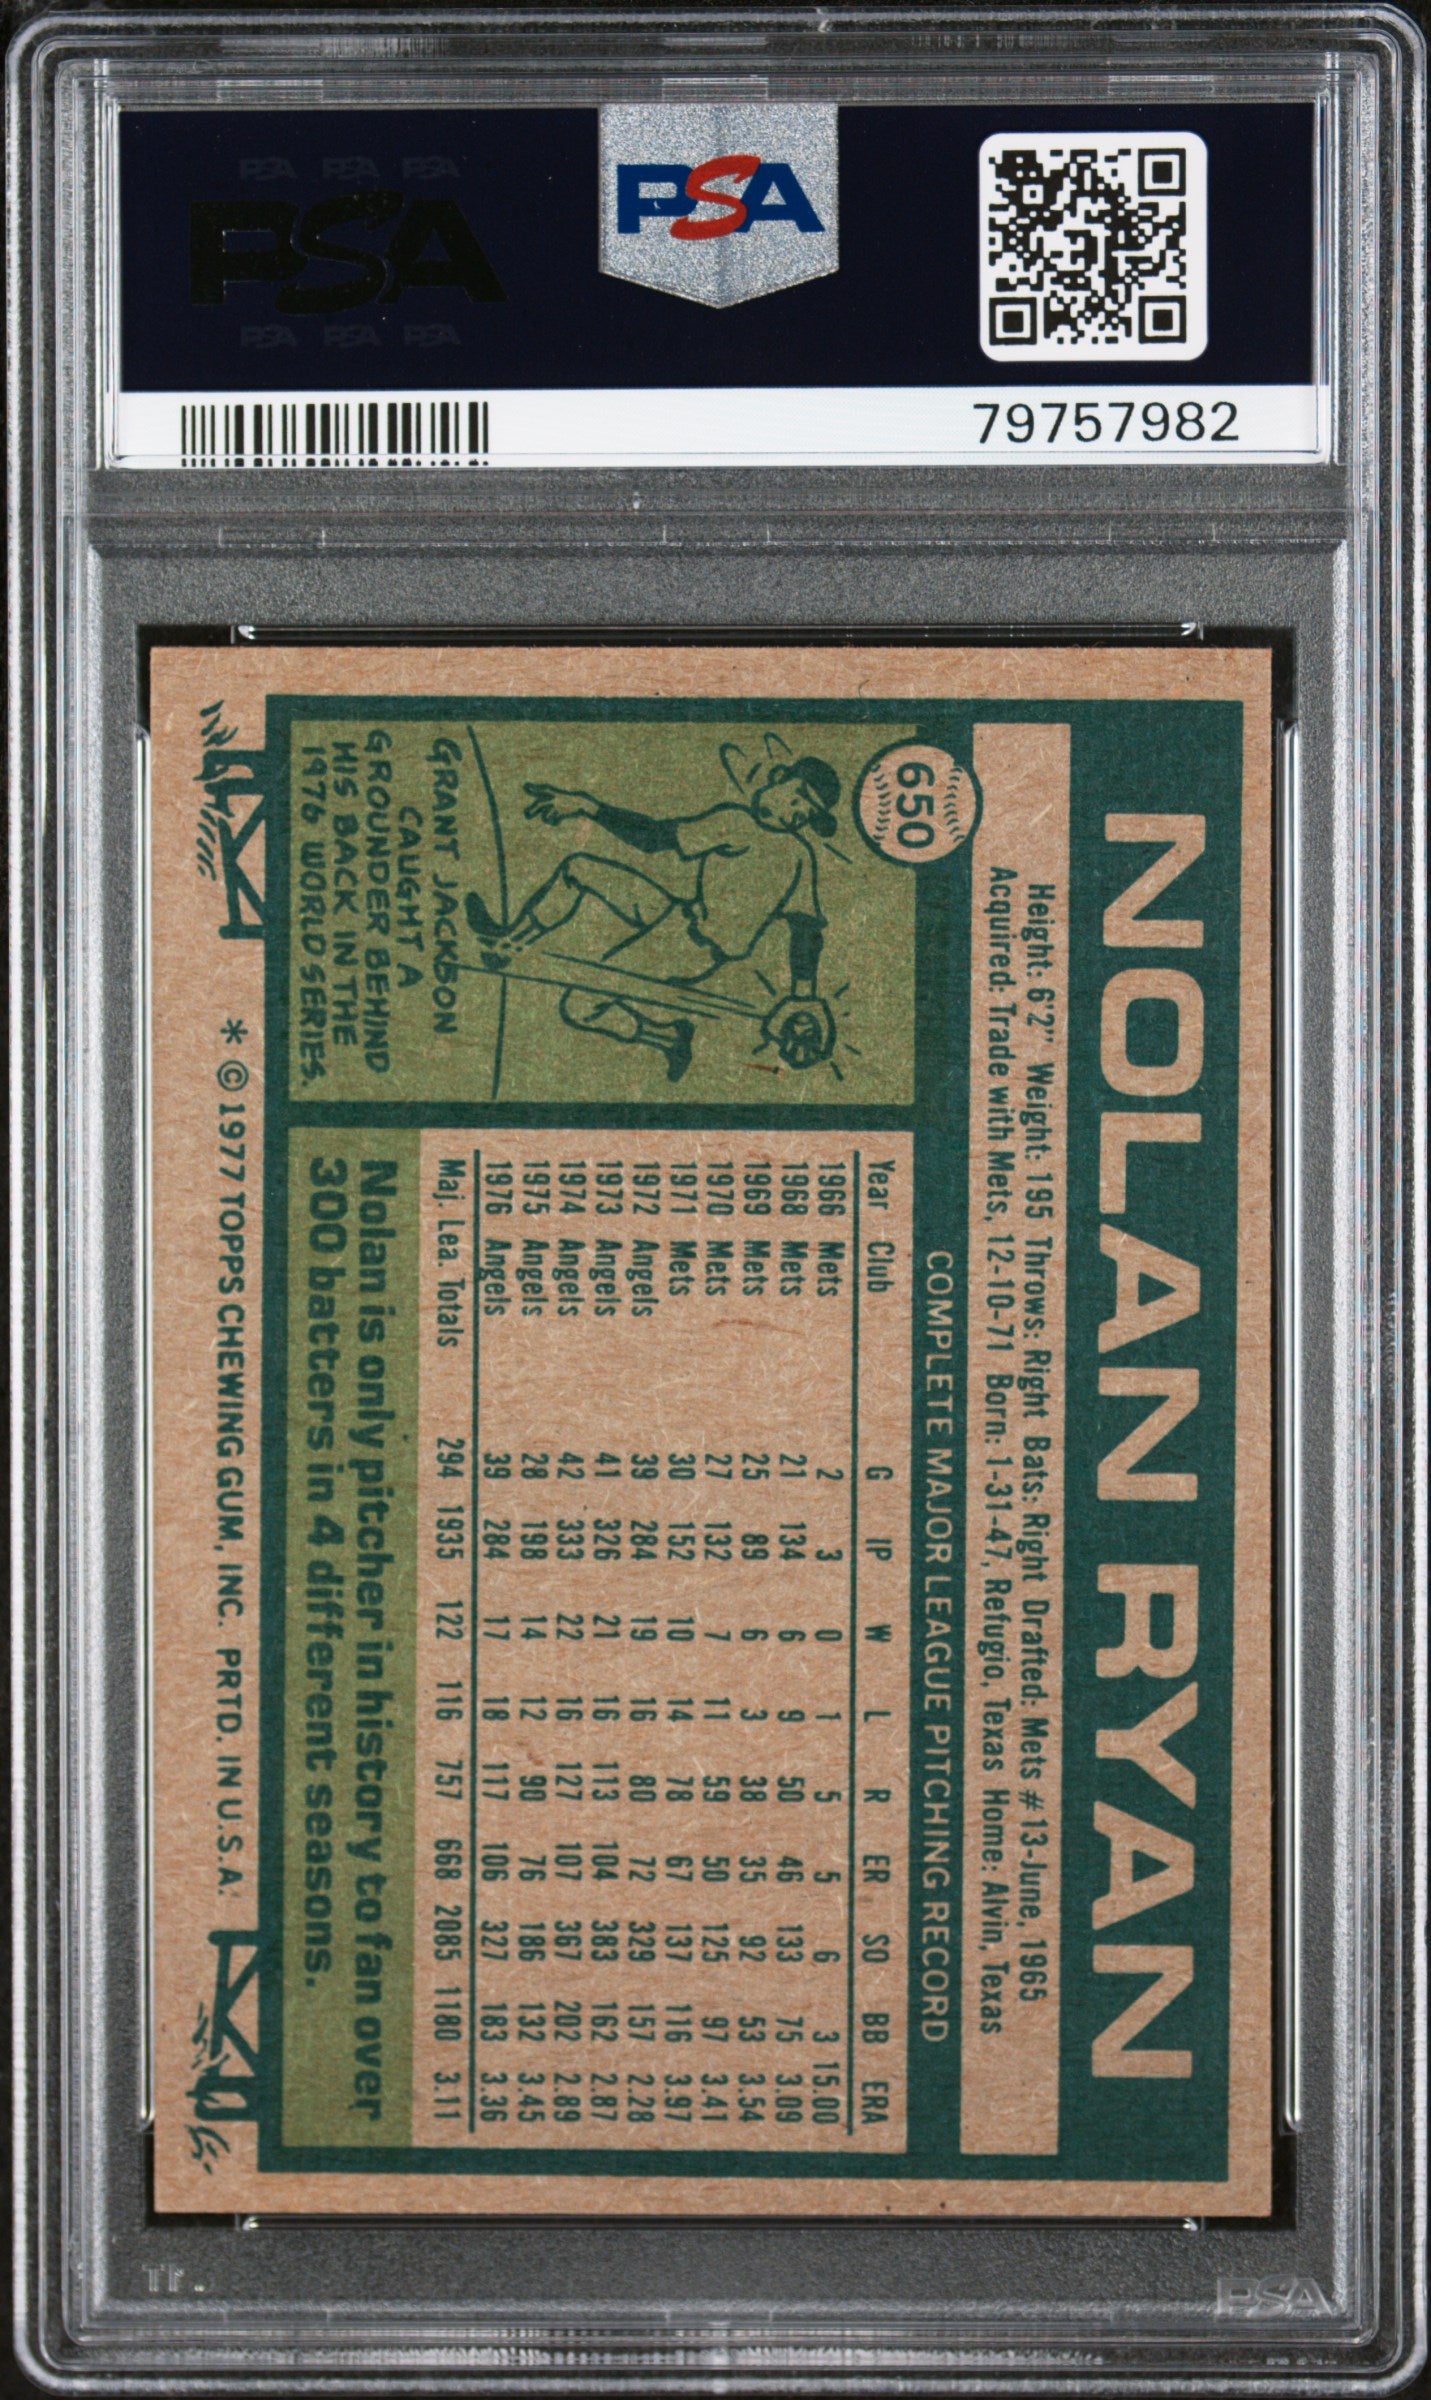 PSA PSA PSA
PSA
PSA PSA PSA
PSA
79757982
NOLAN RYAN
650
Height: 6'2" Weight: 195 Throws: Right Bats: Right Drafted: Mets #13-June, 1965
Acquired: Trade with Mets, 12-10-71 Born: 1-31-47, Refugio, Texas Home: Alvin, Texas
COMPLETE MAJOR LEAGUE PITCHING RECORD
Year Club G IP W L R ER SO BB ERA
1966 Mets 2 3 0 1 5 5 6 3 15.00
1968 Mets 21 134 6 9 50 46 133 75 3.09
1969 Mets 25 89 6 3 38 35 92 53 3.54
1970 Mets 27 132 7 11 59 50 125 97 3.41
1971 Mets 30 152 10 14 78 67 137 116 3.97
1972 Angels 39 284 19 16 80 72 329 157 2.28
1973 Angels 41 326 21 16 113 104 383 162 2.87
1974 Angels 42 333 22 16 127 107 367 202 2.89
1975 Angels 28 198 14 12 90 76 186 132 3.45
1976 Angels 39 284 17 18 117 106 327 183 3.36
Maj. Lea. Totals 294 1935 122 116 757 668 2085 1180 3.11
GRANT JACKSON
CAUGHT A
GROUNDER BEHIND
HIS BACK IN THE
1976 WORLD SERIES.
Nolan is only pitcher in history to fan over
300 batters in 4 different seasons.
* © 1977 TOPPS CHEWING GUM, INC. PRTD. IN U.S.A.
PSA